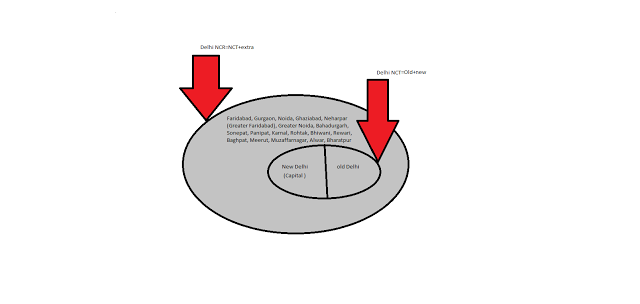 Delhi NCR=NCT+extra
Delhi NCT=Old+new
Faridabad, Gurgaon, Noida, Ghaziabad, Neharpar
(Greater Faridabad), Greater Noida, Bahadurgarh,
Sonepat, Panipat, Karnal, Rohtak, Bhiwani, Rewari,
Baghpat, Meerut, Muzaffarnagar, Alwar, Bharatpur
New Delhi
[Capital]
old Delhi